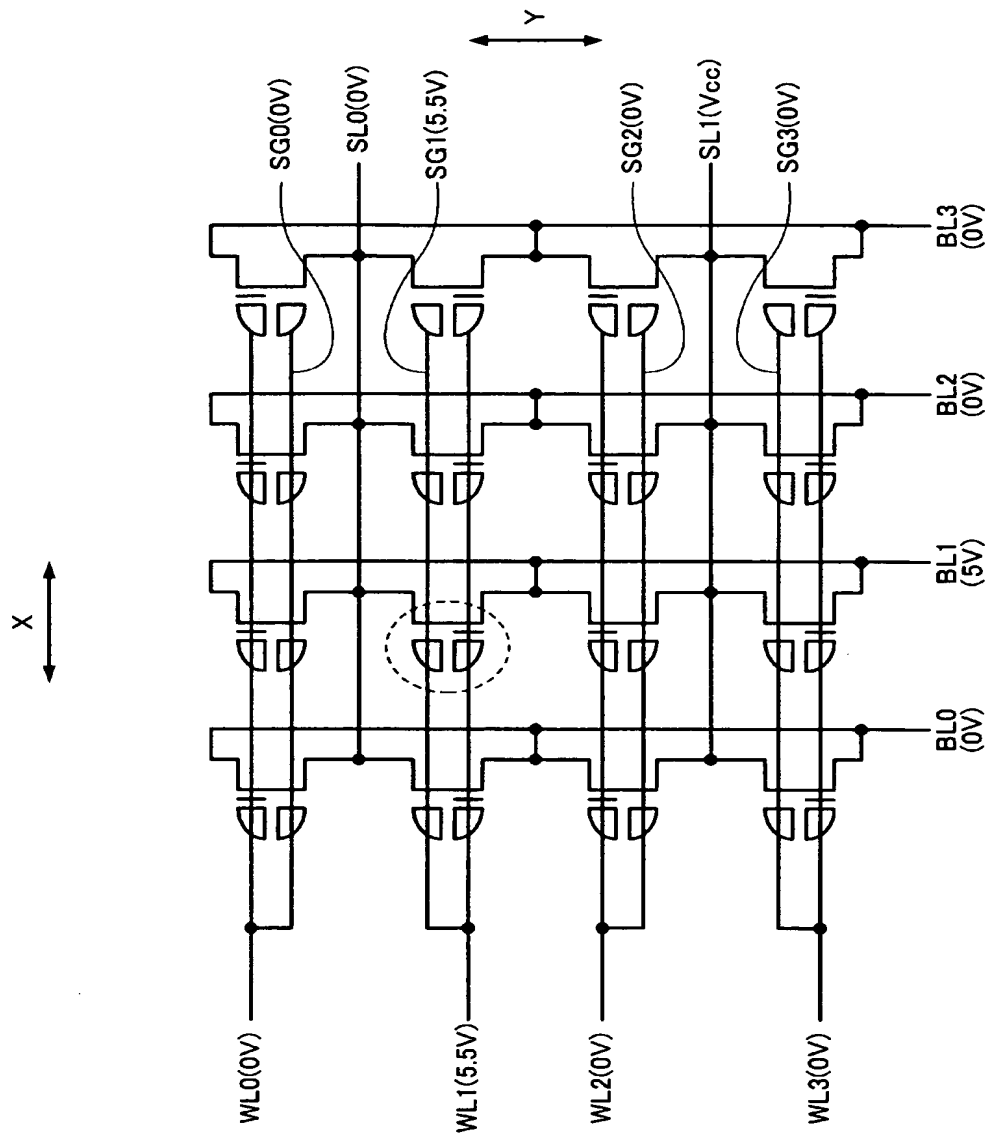 X
Y
SG0(0V)
SL0(0V)
SG1(5.5V)
SG2(0V)
SL1(Vcc)
SG3(0V)
WL0(0V)
WL1(5.5V)
WL2(0V)
WL3(0V)
BL0
(0V)
BL1
(5V)
BL2
(0V)
BL3
(0V)